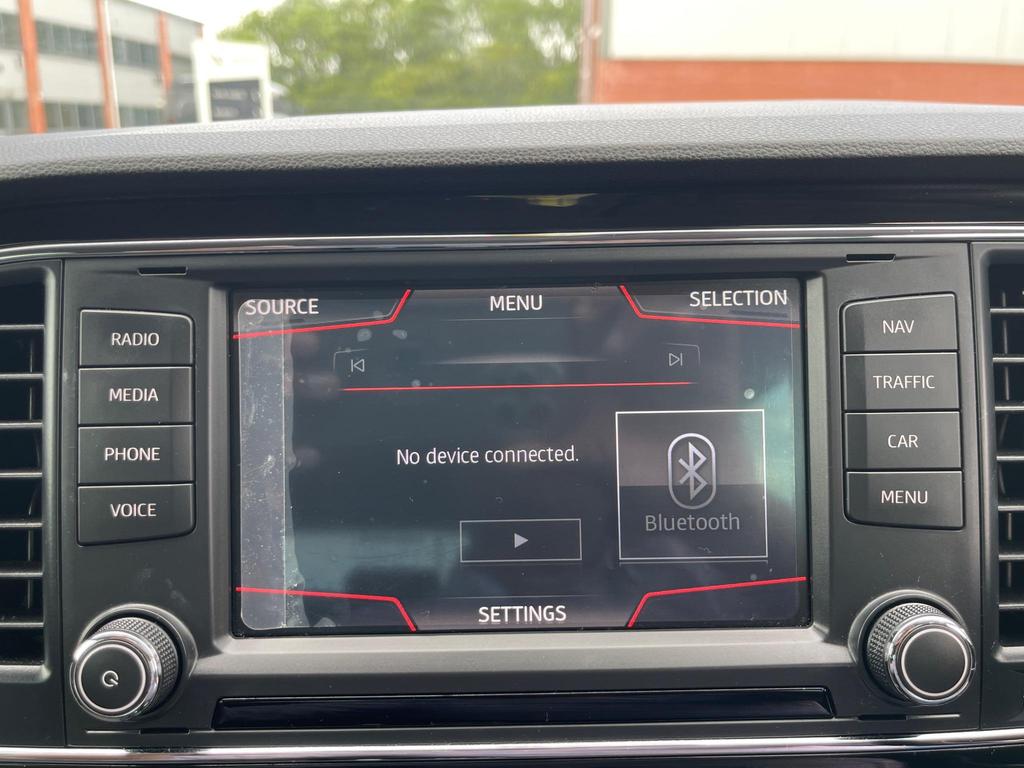 SOURCE
MENU
SELECTION
RADIO
MEDIA
PHONE
VOICE
No device connected.
Bluetooth
SETTINGS
NAV
TRAFFIC
CAR
MENU